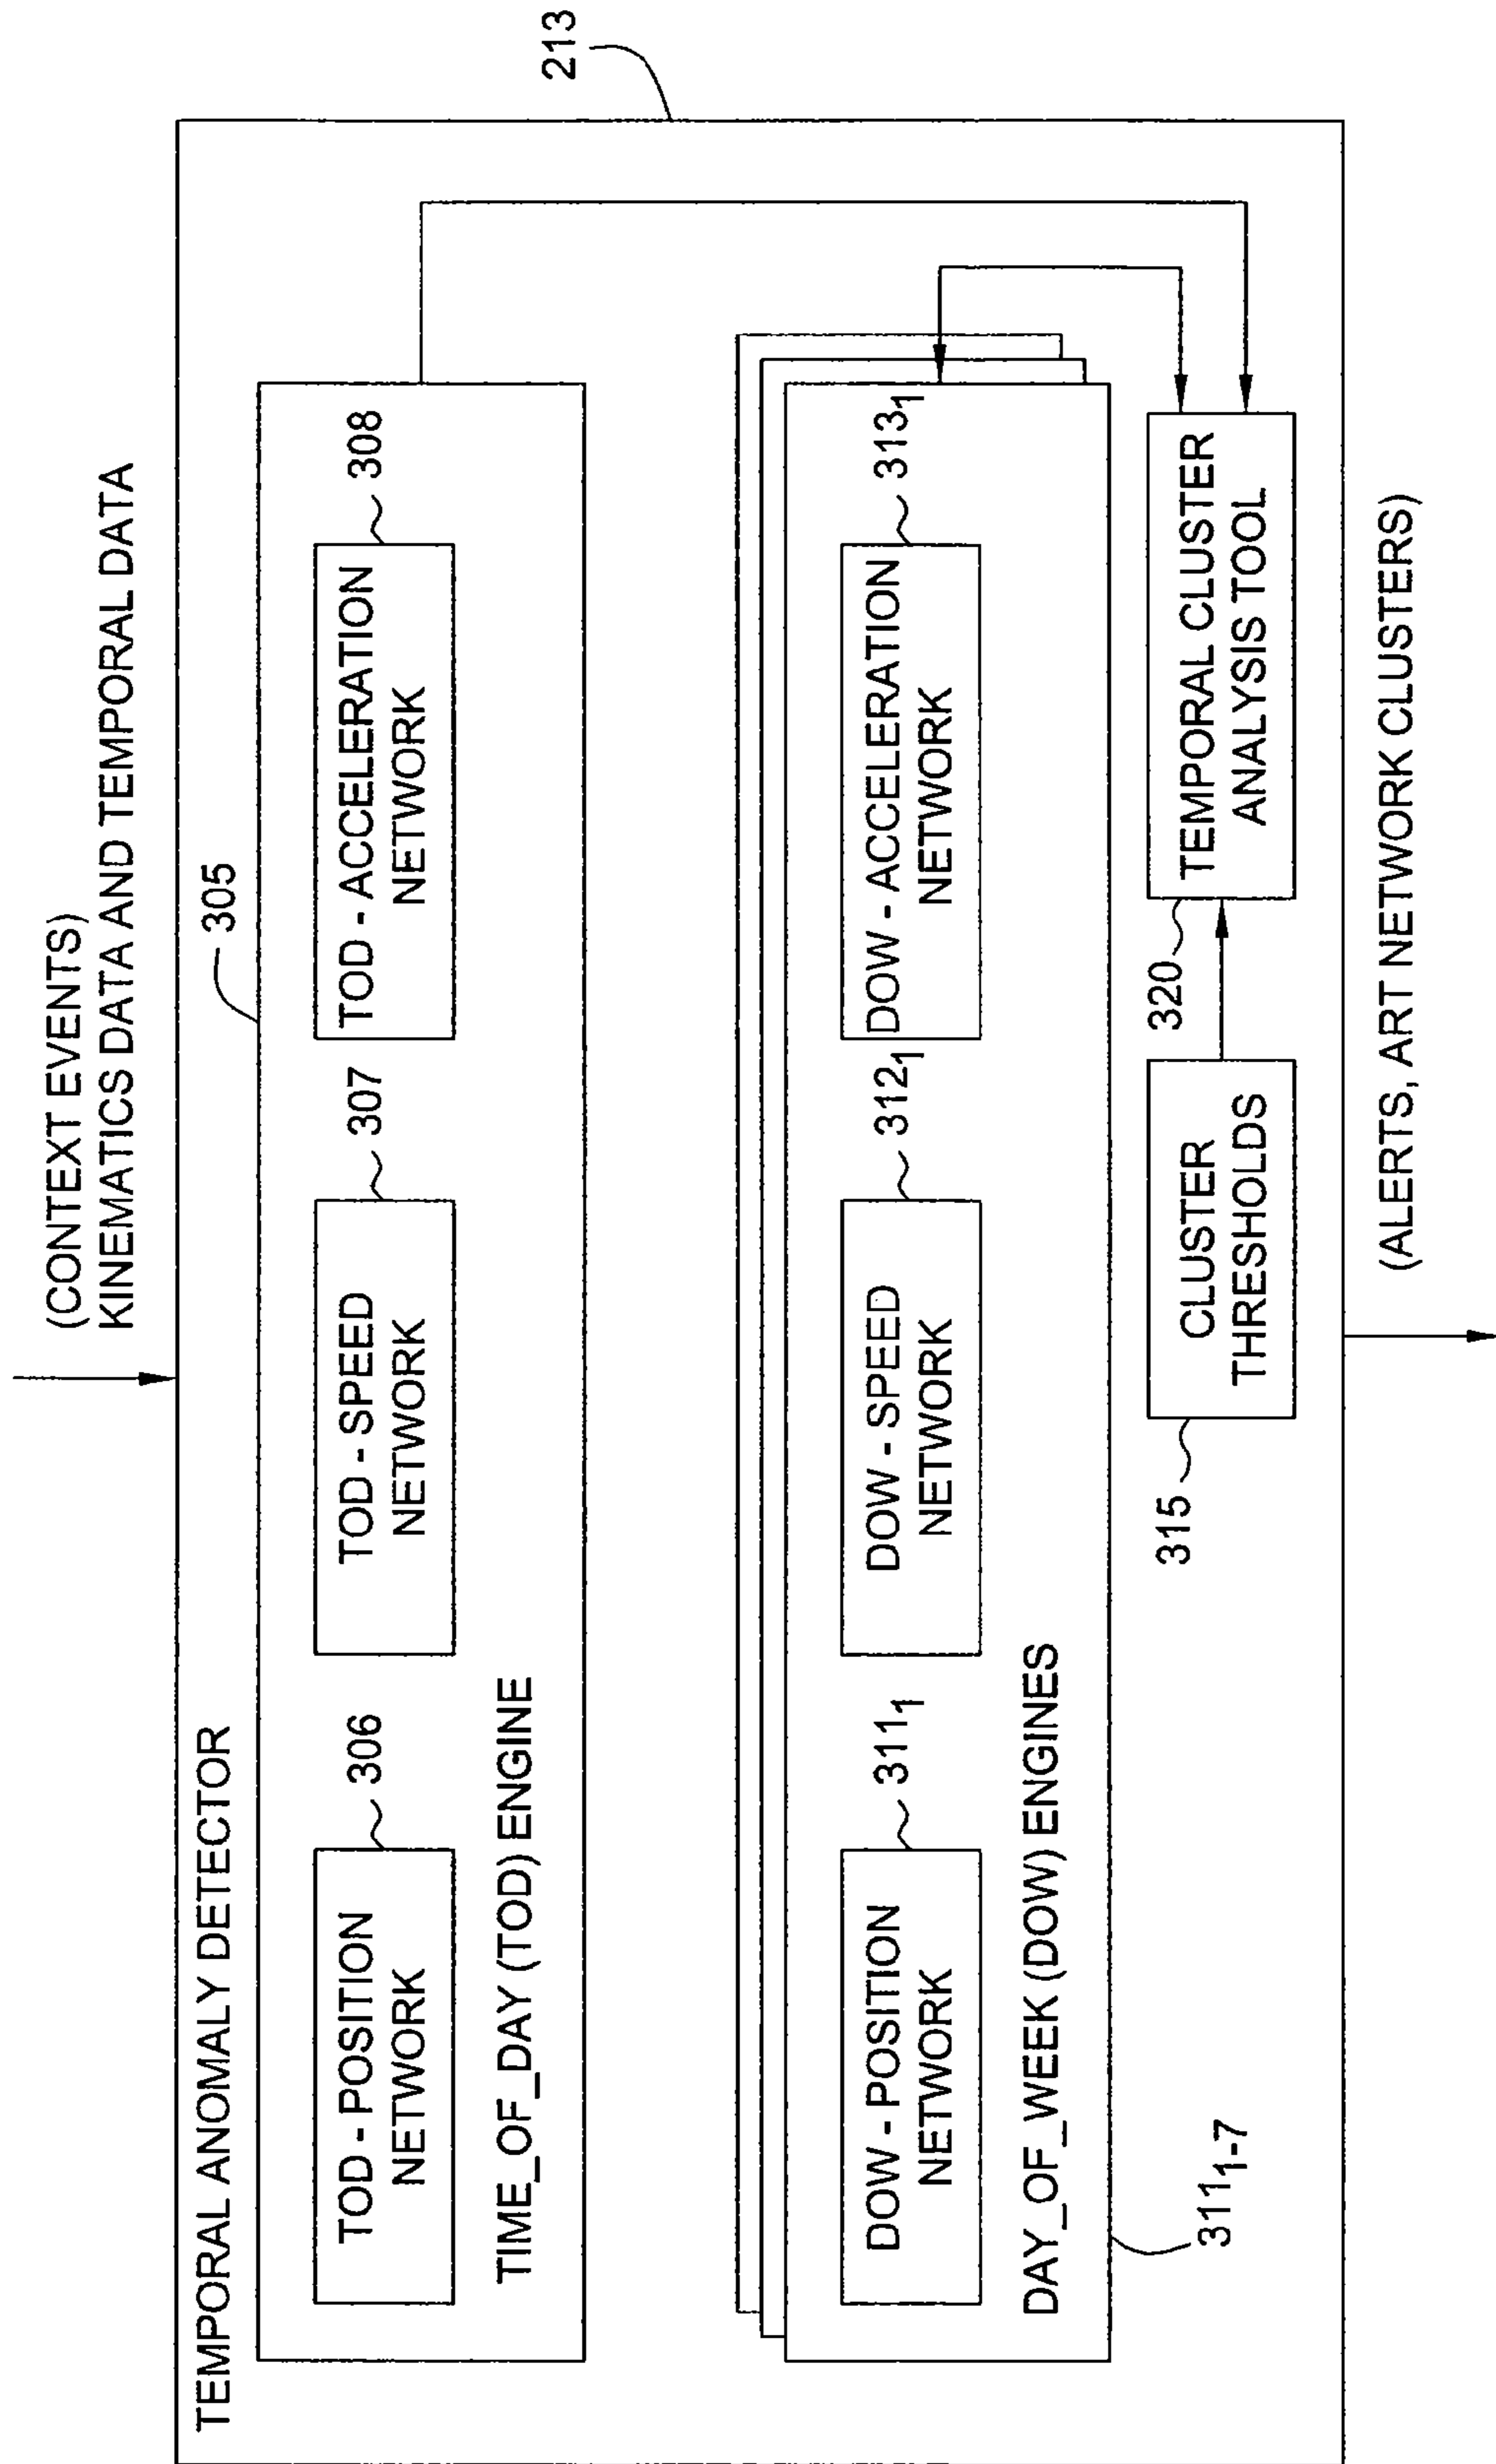 (CONTEXT EVENTS)
KINEMATICS DATA AND TEMPORAL DATA
213
TEMPORAL ANOMALY DETECTOR
305
TOD - POSITION
NETWORK
306
TOD - SPEED
NETWORK
307
TOD - ACCELERATION
NETWORK
308
TIME_OF_DAY (TOD) ENGINE
DOW - POSITION
NETWORK
311₁
DOW - SPEED
NETWORK
312₁
DOW - ACCELERATION
NETWORK
313₁
DAY_OF_WEEK (DOW) ENGINES
311₁₋₇
315
CLUSTER
THRESHOLDS
320
TEMPORAL CLUSTER
ANALYSIS TOOL
(ALERTS, ART NETWORK CLUSTERS)